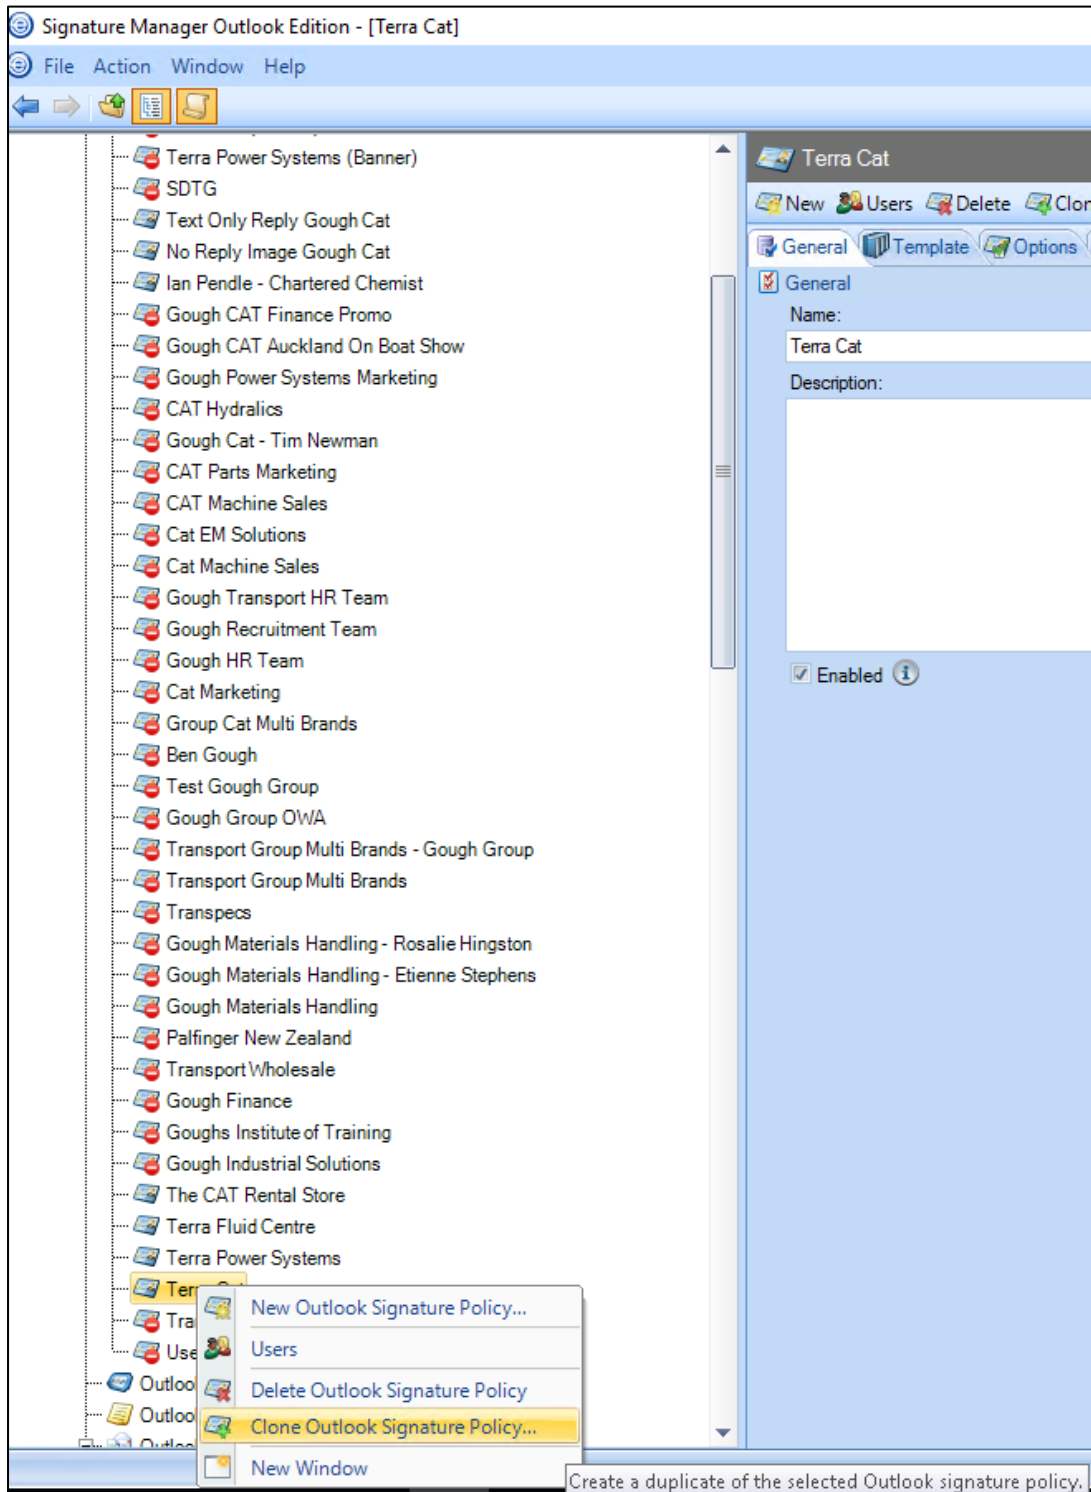 Signature Manager Outlook Edition - [Terra Cat]
File Action Window Help
Terra Power Systems (Banner)
SDTG
Text Only Reply Gough Cat
No Reply Image Gough Cat
Ian Pendle - Chartered Chemist
Gough CAT Finance Promo
Gough CAT Auckland On Boat Show
Gough Power Systems Marketing
CAT Hydralics
Gough Cat - Tim Newman
CAT Parts Marketing
CAT Machine Sales
Cat EM Solutions
Cat Machine Sales
Gough Transport HR Team
Gough Recruitment Team
Gough HR Team
Cat Marketing
Group Cat Multi Brands
Ben Gough
Test Gough Group
Gough Group OWA
Transport Group Multi Brands - Gough Group
Transport Group Multi Brands
Transpecs
Gough Materials Handling - Rosalie Hingston
Gough Materials Handling - Etienne Stephens
Gough Materials Handling
Palfinger New Zealand
Transport Wholesale
Gough Finance
Goughs Institute of Training
Gough Industrial Solutions
The CAT Rental Store
Terra Fluid Centre
Terra Power Systems
Tra
Use
Outloo
Outloo
New Outlook Signature Policy...
Users
Delete Outlook Signature Policy
Clone Outlook Signature Policy...
New Window
Create a duplicate of the selected Outlook signature policy.
Terra Cat
New Users Delete Clon
General Template Options
General
Name:
Terra Cat
Description:
Enabled